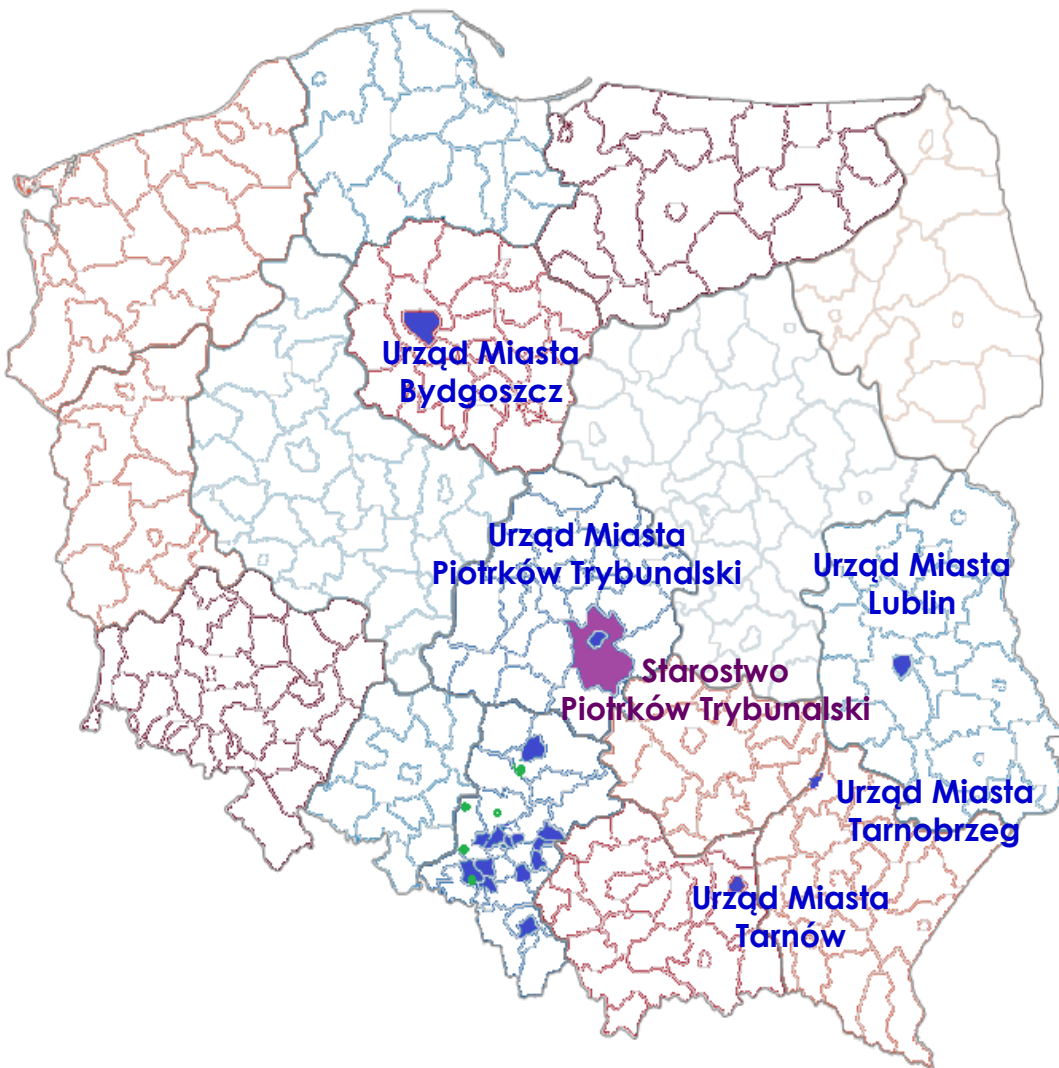 Urząd Miasta
Bydgoszcz
Urząd Miasta
Piotrków Trybunalski
Urząd Miasta
Lublin
Starostwo
Piotrków Trybunalski
Urząd Miasta
Tarnobrzeg
Urząd Miasta
Tarnów